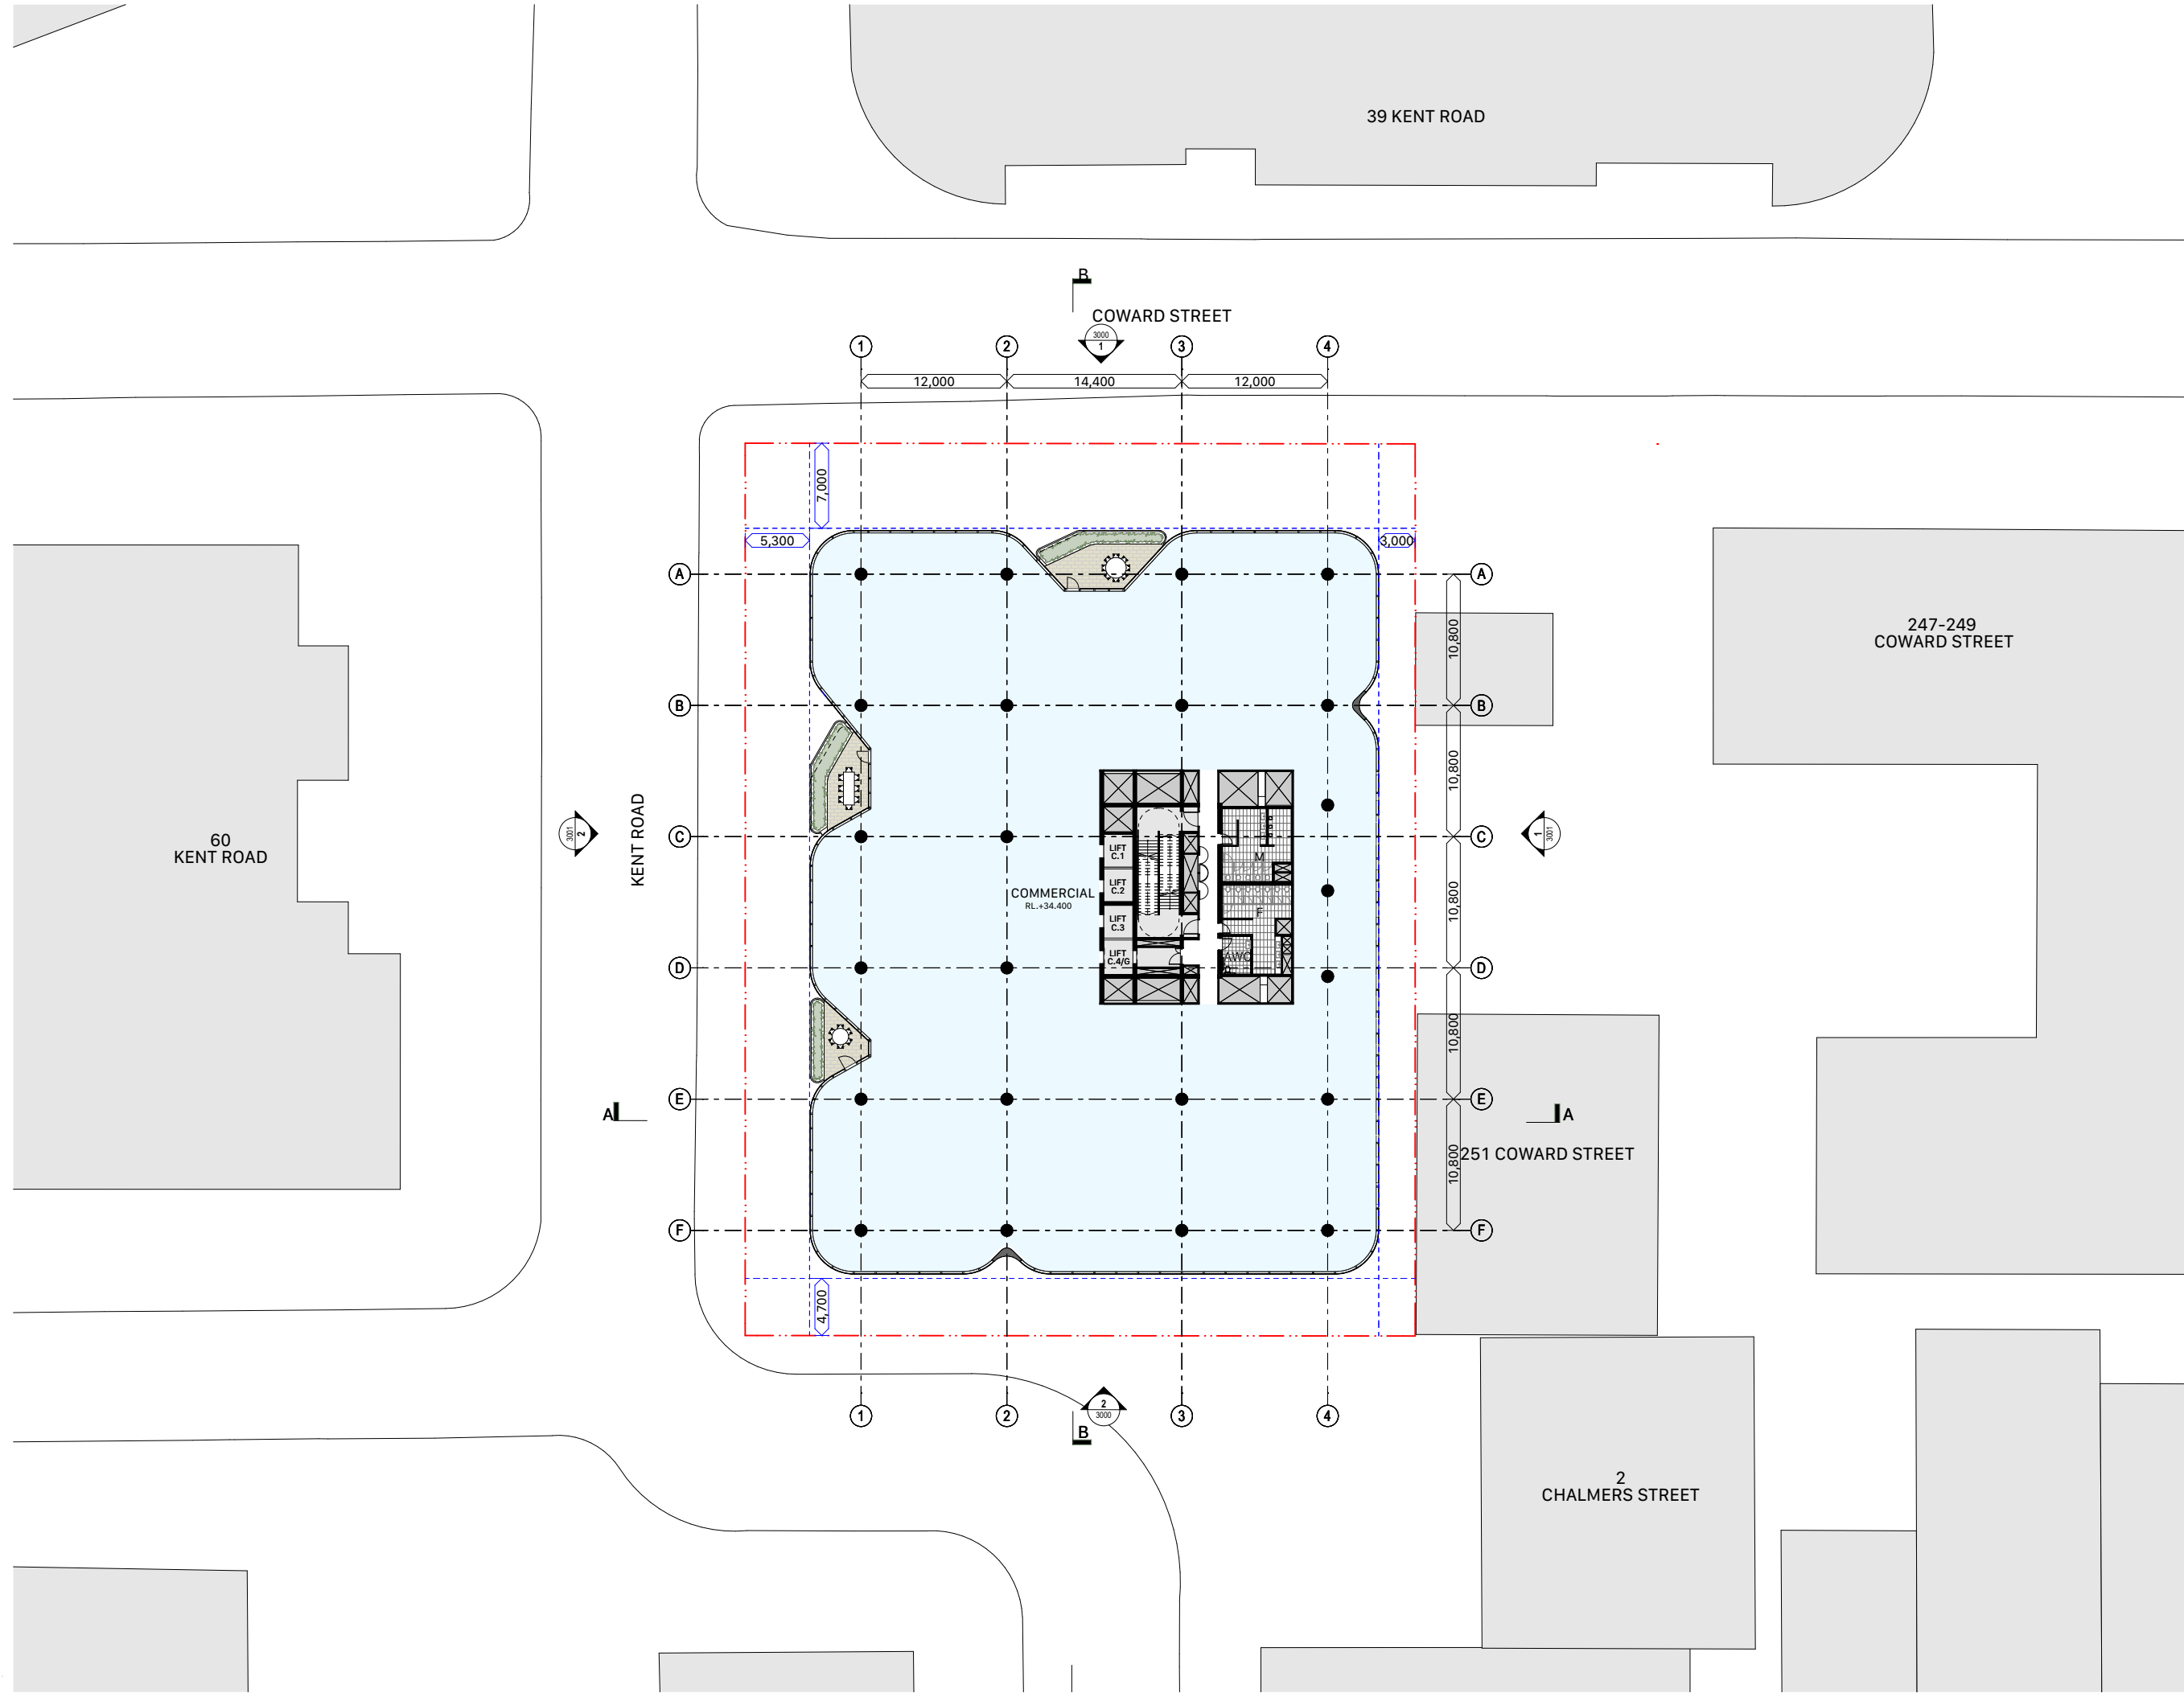 39 KENT ROAD
B
COWARD STREET
3000
1
1
2
3
4
12,000
14,400
12,000
7,000
5,300
3,000
A
A
10,800
247-249
COWARD STREET
B
B
10,800
60
KENT ROAD
3001
2
KENT ROAD
C
C
1
3001
LIFT
C.1
M
LIFT
C.2
COMMERCIAL
RL.+34.400
10,800
LIFT
C.3
F
LIFT
C.4/G
AWC
D
D
10,800
E
E
A
A
10,800
251 COWARD STREET
F
F
4,700
1
2
3
4
2
3000
B
2
CHALMERS STREET